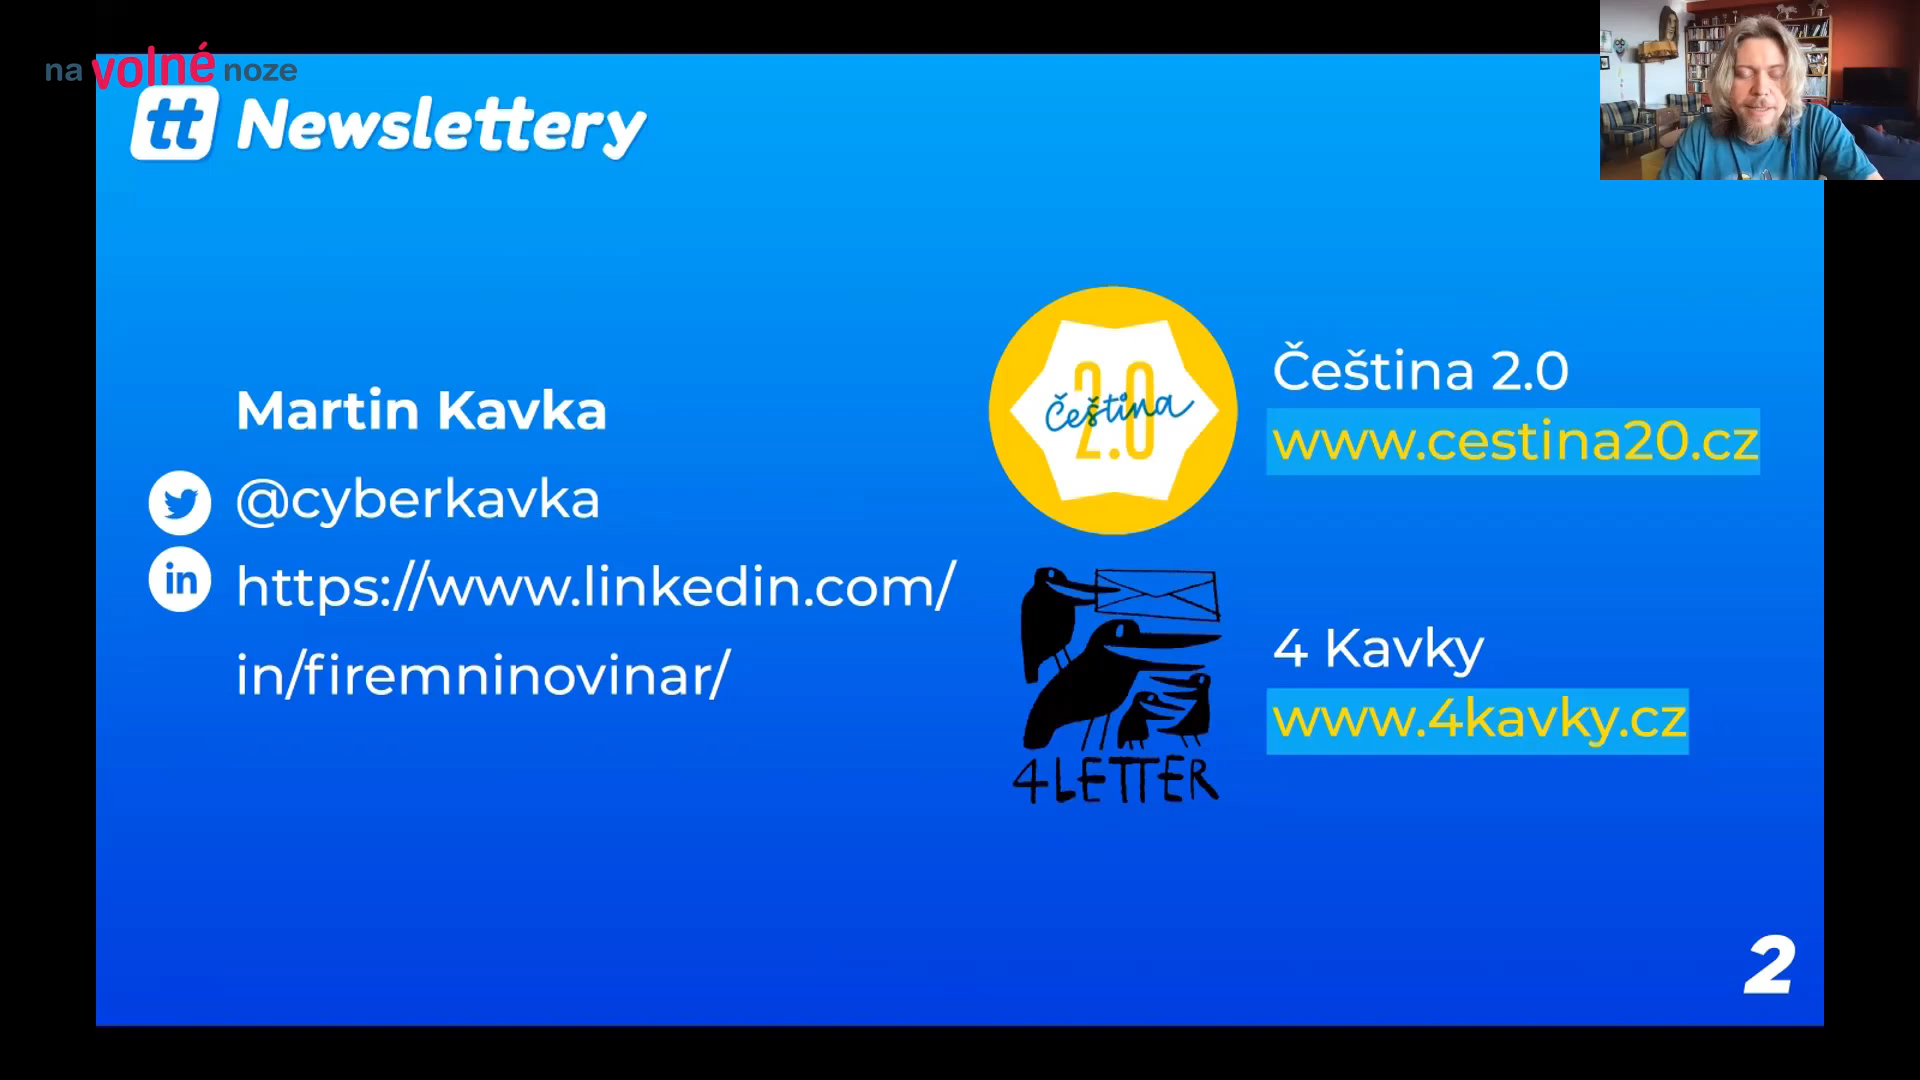 na volné noze
tt Newslettery
Martin Kavka
@cyberkavka
in https://www.linkedin.com/
in/firemninovinar/
Čeština 2.0
Čeština 2.0
www.cestina20.cz
4LETTER
4 Kavky
www.4kavky.cz
2